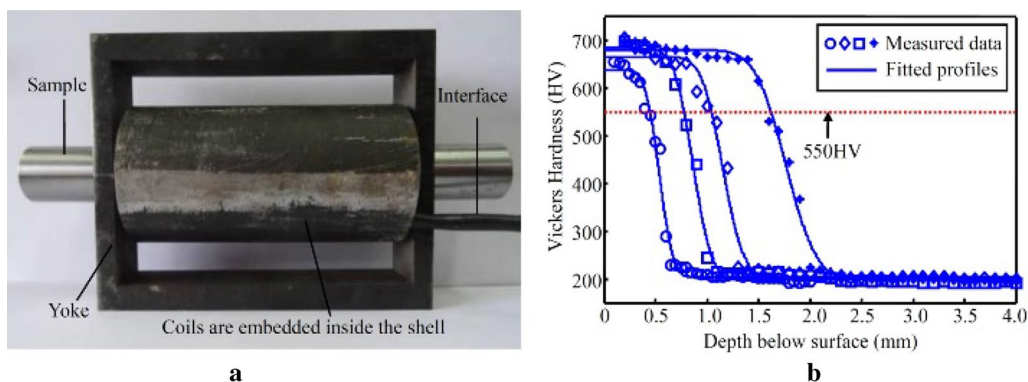 Sample
Interface
Yoke
Coils are embedded inside the shell
a
Vickers Hardness (HV)
700
600
500
400
300
200
Measured data
Fitted profiles
550HV
0.0 0.5 1.0 1.5 2.0 2.5 3.0 3.5 4.0
Depth below surface (mm)
b